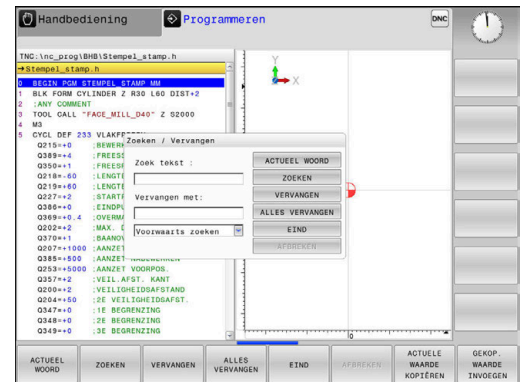 Handbediening
Programmeren
DNC
TNC:\nc_prog\BHB\Stempel_stamp.h
→Stempel_stamp.h
0 BEGIN PGM STEMPEL_STAMP MM
1 BLK FORM CYLINDER Z R30 L60 DIST+2
2 ;ANY COMMENT
3 TOOL CALL "FACE_MILL_D40" Z S2000
4 M3
5 CYCL DEF 233 VLAKFREZEN
Q215=+0 ;BEWERK
Q389=+4 ;FREESS
Q350=+1 ;FREESR
Q218=-60 ;LENGTE
Q219=+60 ;LENGTE
Q227=+2 ;STARTP
Q386=+0 ;EINDPU
Q369=+0.4 ;OVERMA
Q202=+2 ;MAX. D
Q370=+1 ;BAANOV
Q207=+1000 ;AANZET
Q385=+500 ;AANZET NABEWERKEN
Q253=+5000 ;AANZET VOORPOS.
Q357=+2 ;VEIL.AFST. KANT
Q200=+2 ;VEILIGHEIDSAFSTAND
Q204=+50 ;2E VEILIGHEIDSAFST.
Q347=+0 ;1E BEGRENZING
Q348=+0 ;2E BEGRENZING
Q349=+0 ;3E BEGRENZING
Y
X
0
Zoeken / Vervangen
Zoek tekst :
Vervangen met:
Voorwaarts zoeken
ACTUEEL WOORD
ZOEKEN
VERVANGEN
ALLES VERVANGEN
EIND
AFBREKEN
ACTUEEL WOORD
ZOEKEN
VERVANGEN
ALLES VERVANGEN
EIND
AFBREKEN
ACTUELE WAARDE KOPIËREN
GEKOP. WAARDE INVOEGEN